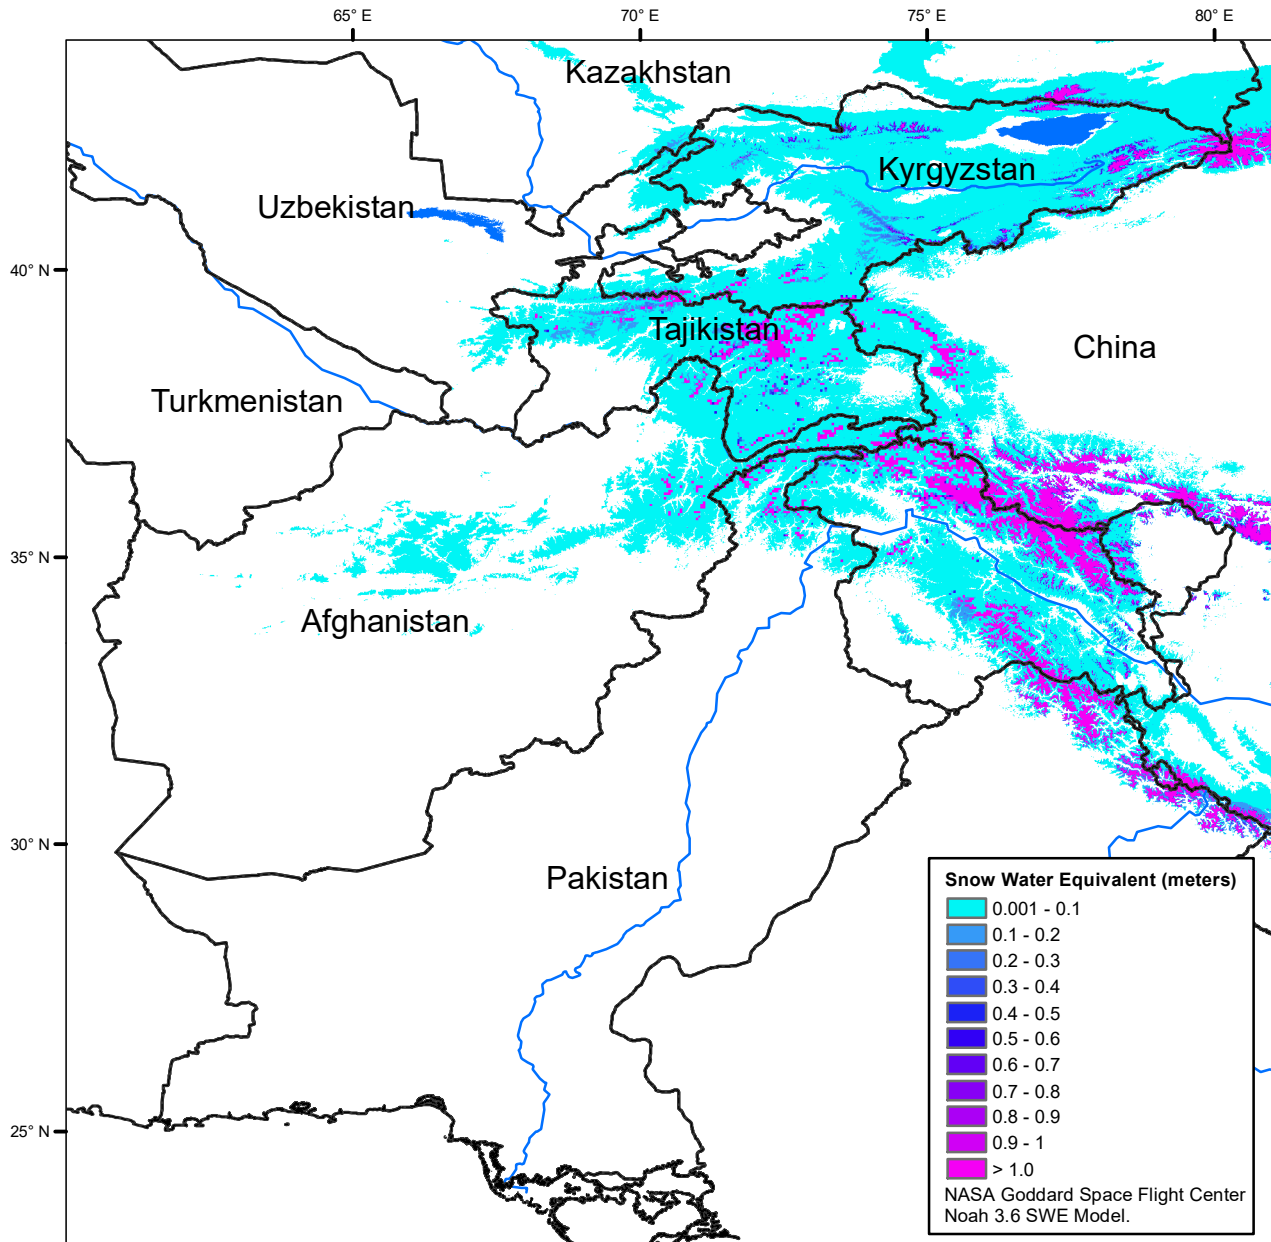 65° E
70° E
75° E
80° E
Kazakhstan
Kyrgyzstan
Uzbekistan
40° N
Tajikistan
China
Turkmenistan
35° N
Afghanistan
30° N
Pakistan
25° N
Snow Water Equivalent (meters)
0.001 - 0.1
0.1 - 0.2
0.2 - 0.3
0.3 - 0.4
0.4 - 0.5
0.5 - 0.6
0.6 - 0.7
0.7 - 0.8
0.8 - 0.9
0.9 - 1
> 1.0
NASA Goddard Space Flight Center
Noah 3.6 SWE Model.